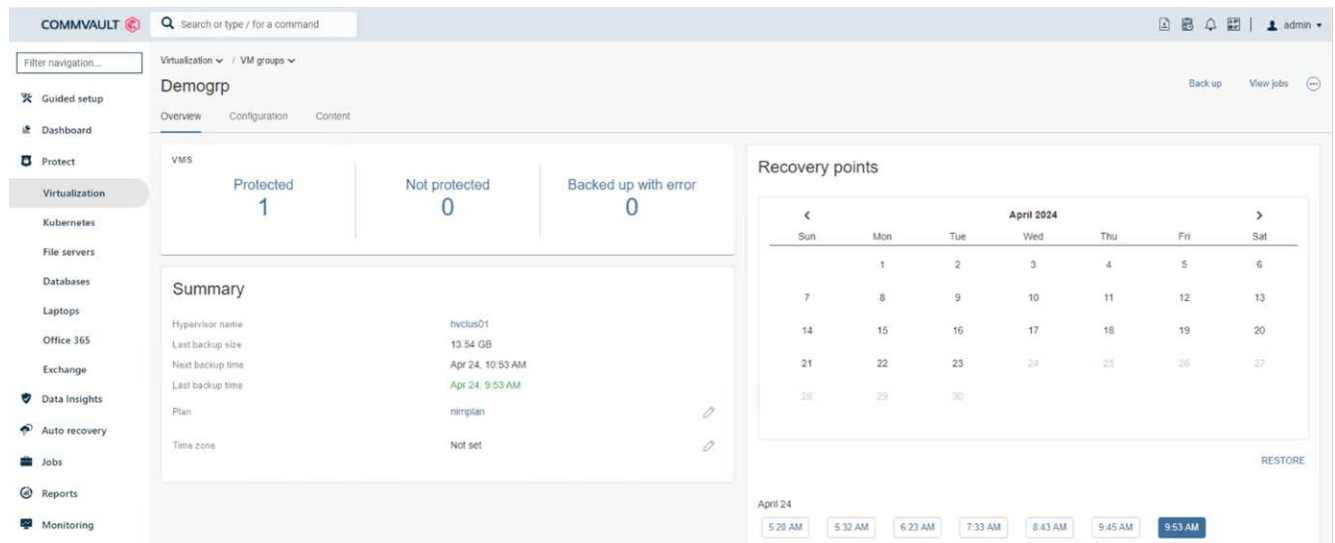 COMMVAULT
Search or type / for a command
admin
Filter navigation...
Guided setup
Dashboard
Protect
Virtualization
Kubernetes
File servers
Databases
Laptops
Office 365
Exchange
Data Insights
Auto recovery
Jobs
Reports
Monitoring
Virtualization / VM groups
Demogrp
Back up View jobs
Overview Configuration Content
VMS
Protected Not protected Backed up with error
1 0 0
Summary
Hypervisor name hvclus01
Last backup size 13.54 GB
Next backup time Apr 24, 10:53 AM
Last backup time Apr 24, 9:53 AM
Plan nimplan
Time zone Not set
Recovery points
< April 2024 >
Sun Mon Tue Wed Thu Fri Sat
1 2 3 4 5 6
7 8 9 10 11 12 13
14 15 16 17 18 19 20
21 22 23 24 25 26 27
28 29 30
RESTORE
April 24
5:20 AM 5:32 AM 6:23 AM 7:33 AM 8:43 AM 9:45 AM 9:53 AM